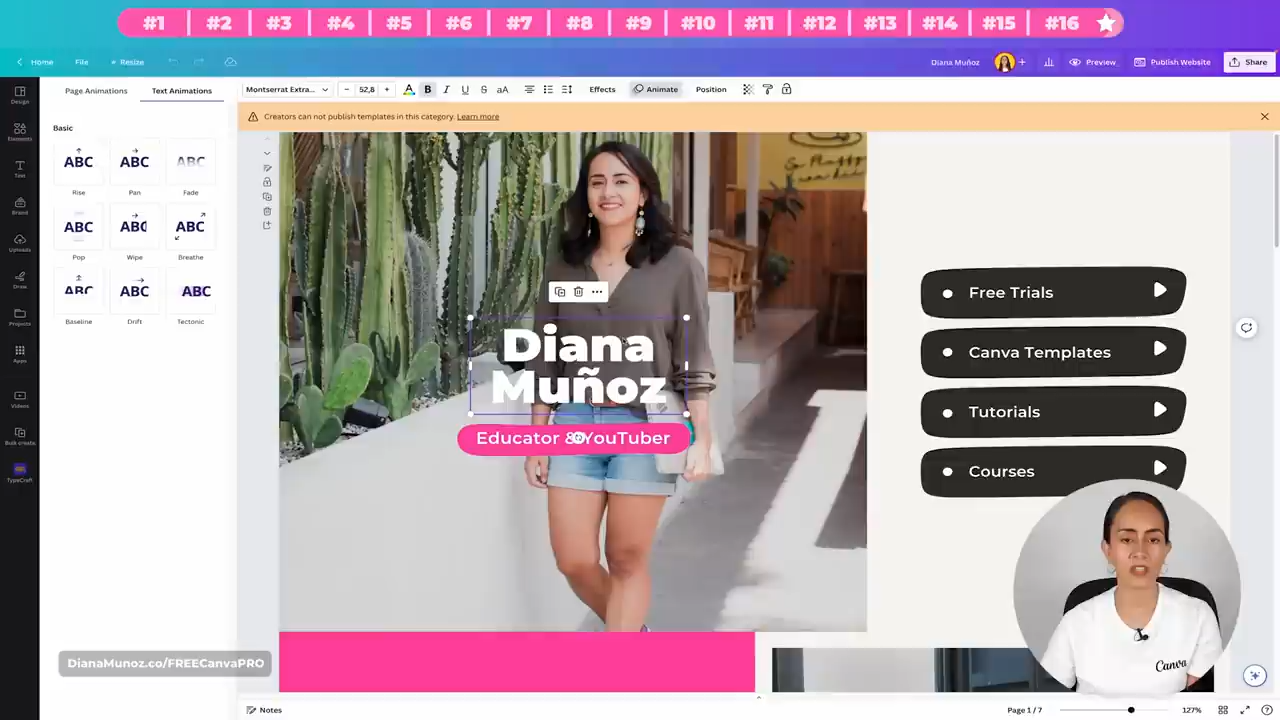 #1 #2 #3 #4 #5 #6 #7 #8 #9 #10 #11 #12 #13 #14 #15 #16
Home File Resize Diana Muñoz Preview Publish Website Share
Design
Elements
Text
Brand
Uploads
Draw
Projects
Apps
Videos
Bulk create
TypeCraft
Page Animations Text Animations
Basic
ABC ABC ABC
Rise Pan Fade
ABC ABC ABC
Pop Wipe Breathe
ABC ABC ABC
Baseline Drift Tectonic
Montserrat Extra... – 52,8 + A B I U S aA Effects Animate Position
Creators can not publish templates in this category. Learn more
Diana
Muñoz
Educator & YouTuber
Free Trials
Canva Templates
Tutorials
Courses
Canva
DianaMunoz.co/FREECanvaPRO
Notes Page 1 / 7 127%